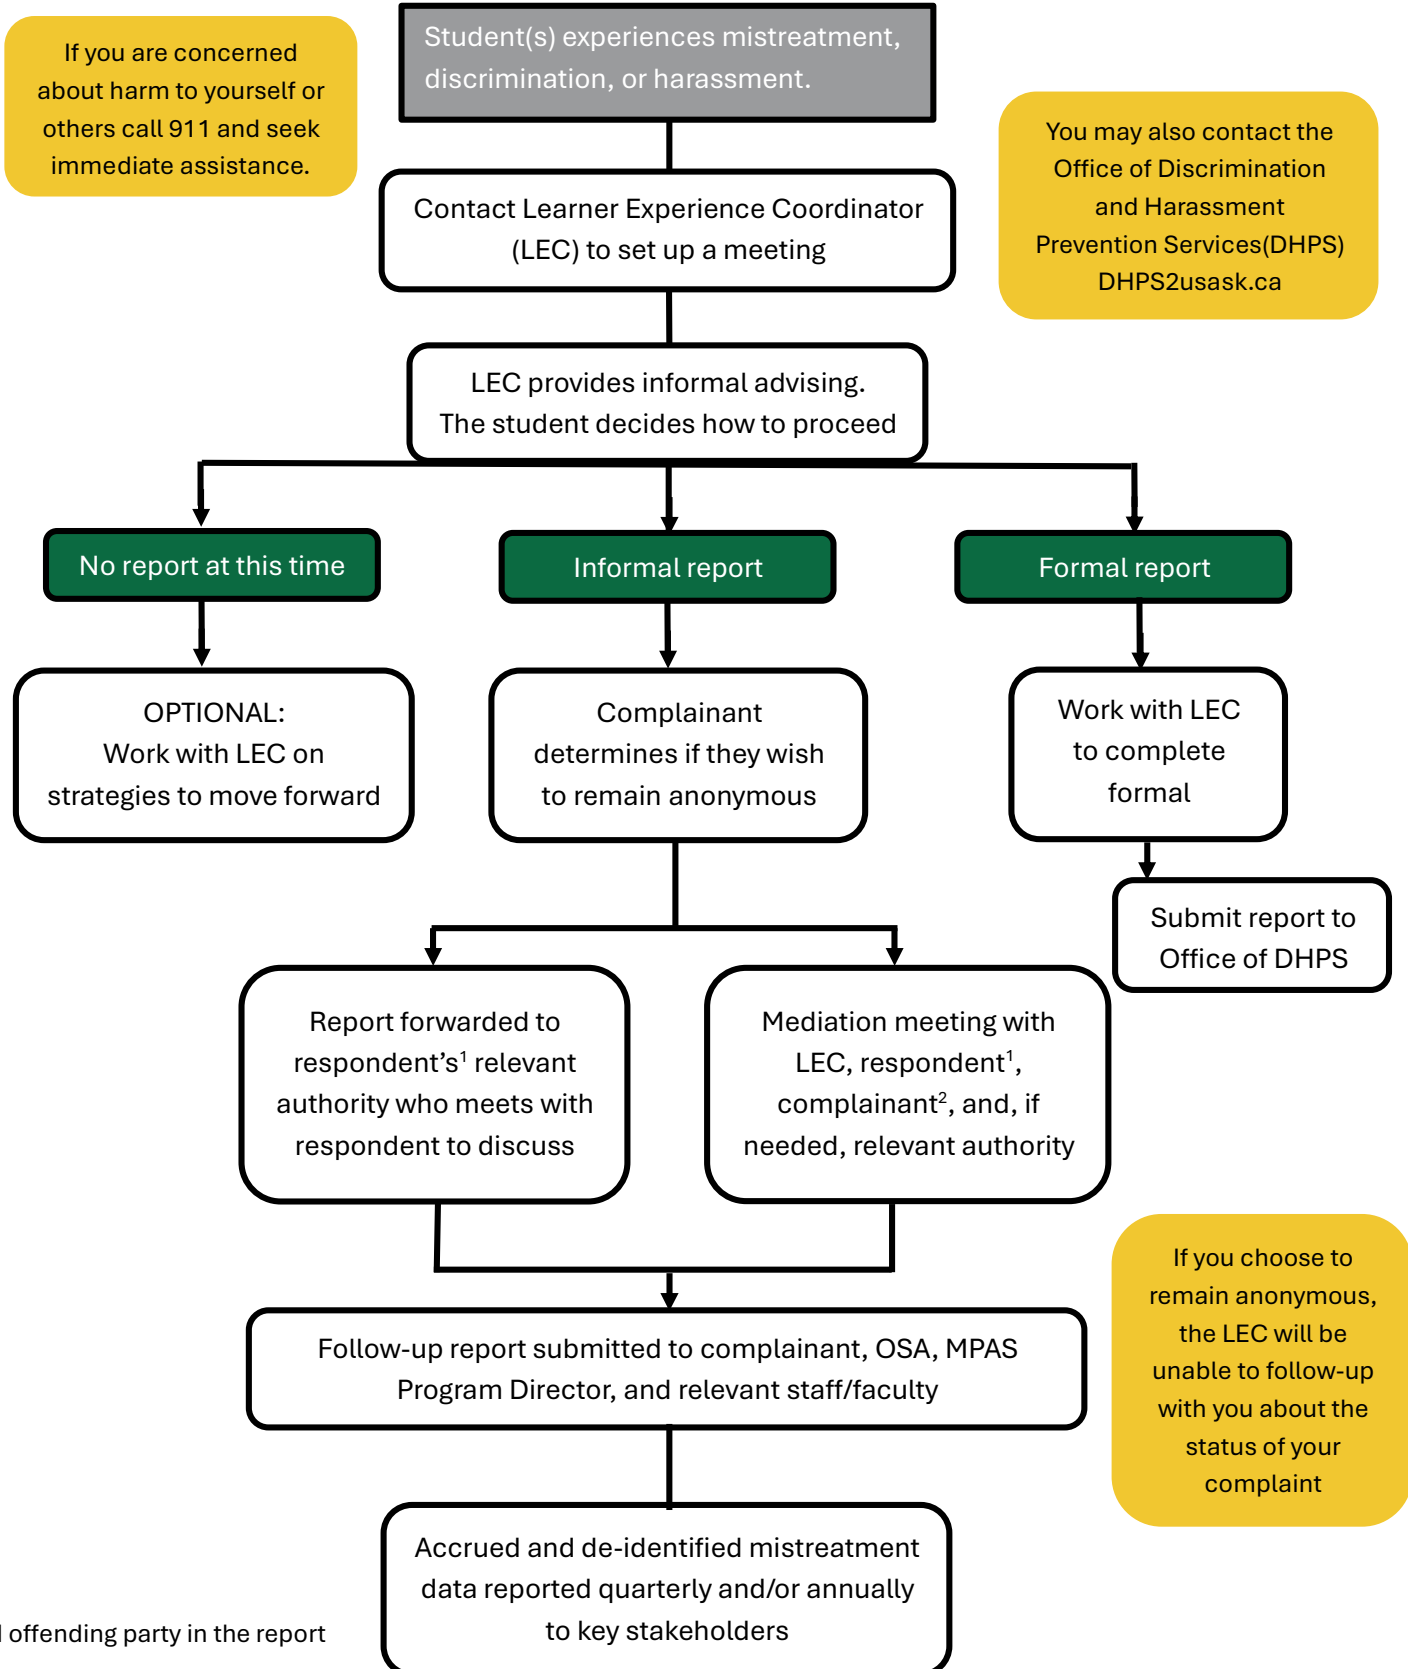 If you are concerned
about harm to yourself or
others call 911 and seek
immediate assistance.
Student(s) experiences mistreatment,
discrimination, or harassment.
You may also contact the
Office of Discrimination
and Harassment
Prevention Services(DHPS)
DHPS2usask.ca
Contact Learner Experience Coordinator
(LEC) to set up a meeting
LEC provides informal advising.
The student decides how to proceed
No report at this time
Informal report
Formal report
OPTIONAL:
Work with LEC on
strategies to move forward
Complainant
determines if they wish
to remain anonymous
Work with LEC
to complete
formal
Submit report to
Office of DHPS
Report forwarded to
respondent’s¹ relevant
authority who meets with
respondent to discuss
Mediation meeting with
LEC, respondent¹,
complainant², and, if
needed, relevant authority
If you choose to
remain anonymous,
the LEC will be
unable to follow-up
with you about the
status of your
complaint
Follow-up report submitted to complainant, OSA, MPAS
Program Director, and relevant staff/faculty
Accrued and de-identified mistreatment
data reported quarterly and/or annually
to key stakeholders
offending party in the report